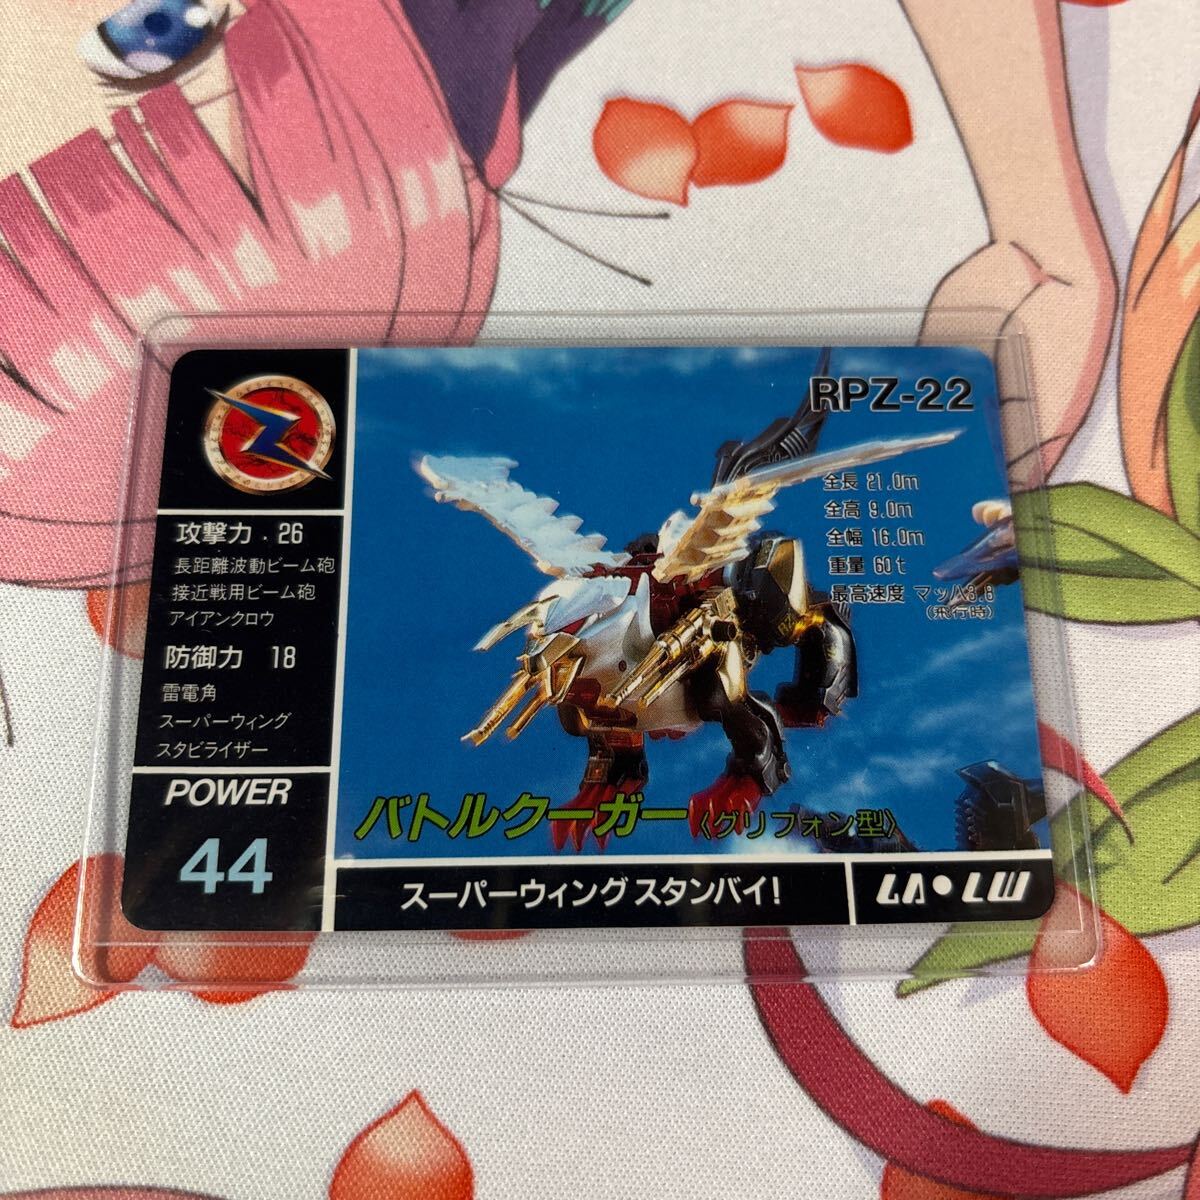 RPZ-22
全長 21.0m
全高 9.0m
全幅 16.0m
重量 60t
最高速度 マッハ3.8
(飛行時)
攻撃力・26
長距離波動ビーム砲
接近戦用ビーム砲
アイアンクロウ
防御力 18
雷電角
スーパーウィング
スタビライザー
POWER
44
バトルクーガー〈グリフォン型〉
スーパーウィング スタンバイ!